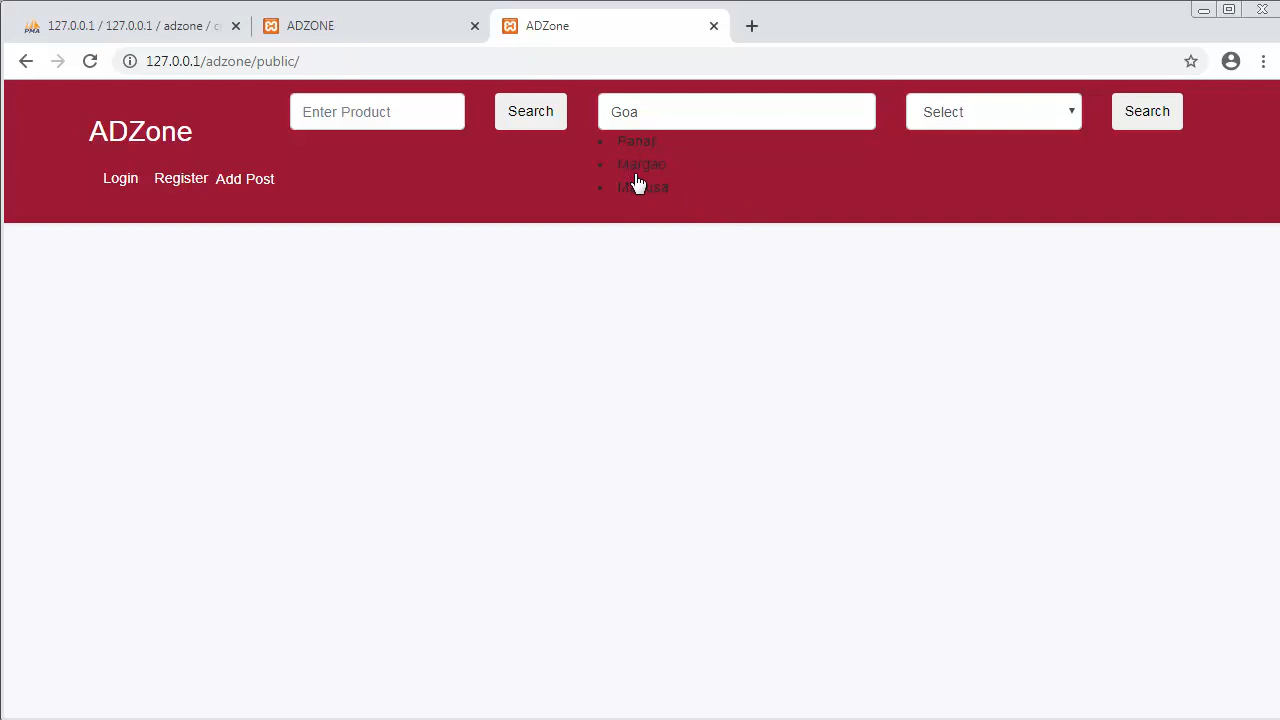 PMA 127.0.0.1 / 127.0.0.1 / adzone / c
ADZONE
ADZone
127.0.0.1/adzone/public/
ADZone
Enter Product
Search
Goa
Select
Search
Panaji
Margao
Login
Register
Add Post